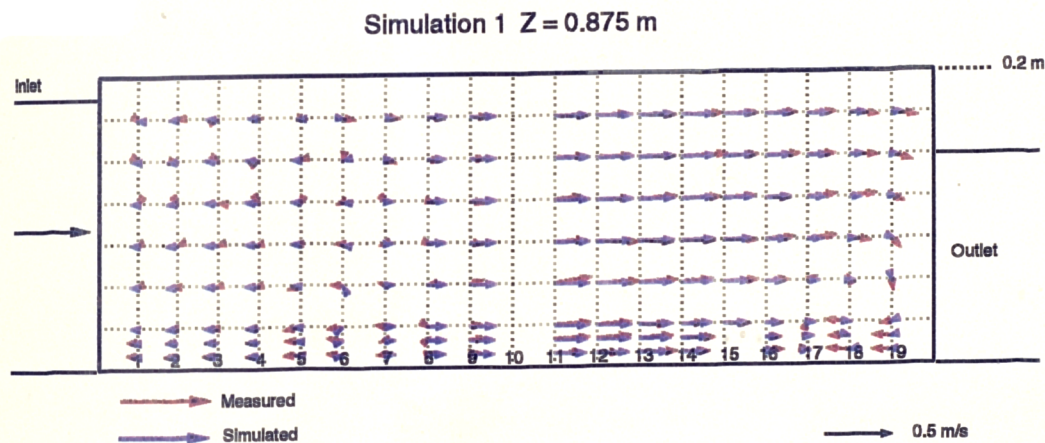 Simulation 1 Z = 0.875 m
Inlet
0.2 m
Outlet
1 2 3 4 5 6 7 8 9 10 11 12 13 14 15 16 17 18 19
Measured
Simulated
0.5 m/s